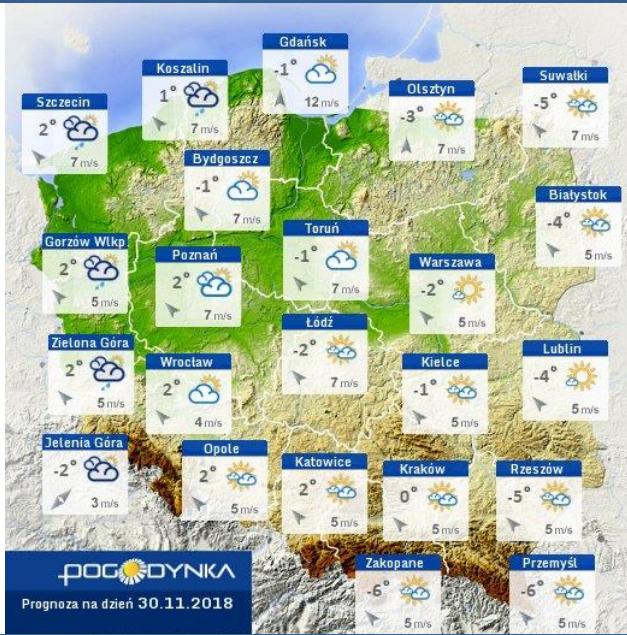 Gdańsk
-1°
12 m/s
Koszalin
1°
7 m/s
Suwałki
-5°
7 m/s
Olsztyn
-3°
7 m/s
Szczecin
2°
7 m/s
Bydgoszcz
-1°
7 m/s
Białystok
-4°
5 m/s
Toruń
-1°
7 m/s
Gorzów Wlkp
2°
5 m/s
Poznań
2°
7 m/s
Warszawa
-2°
5 m/s
Łódź
-2°
7 m/s
Zielona Góra
2°
5 m/s
Wrocław
2°
4 m/s
Kielce
-1°
5 m/s
Lublin
-4°
5 m/s
Jelenia Góra
-2°
3 m/s
Opole
2°
5 m/s
Katowice
2°
5 m/s
Kraków
0°
5 m/s
Rzeszów
-5°
5 m/s
Zakopane
-6°
5 m/s
Przemyśl
-6°
5 m/s
POGODYNKA
Prognoza na dzień 30.11.2018